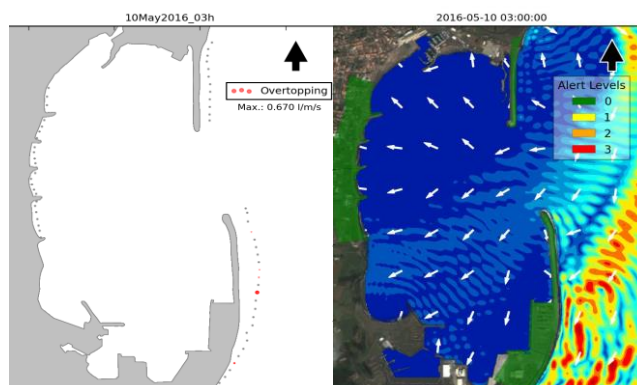 10May2016_03h
Overtopping
Max.: 0.670 l/m/s
2016-05-10 03:00:00
Alert Levels
0
1
2
3